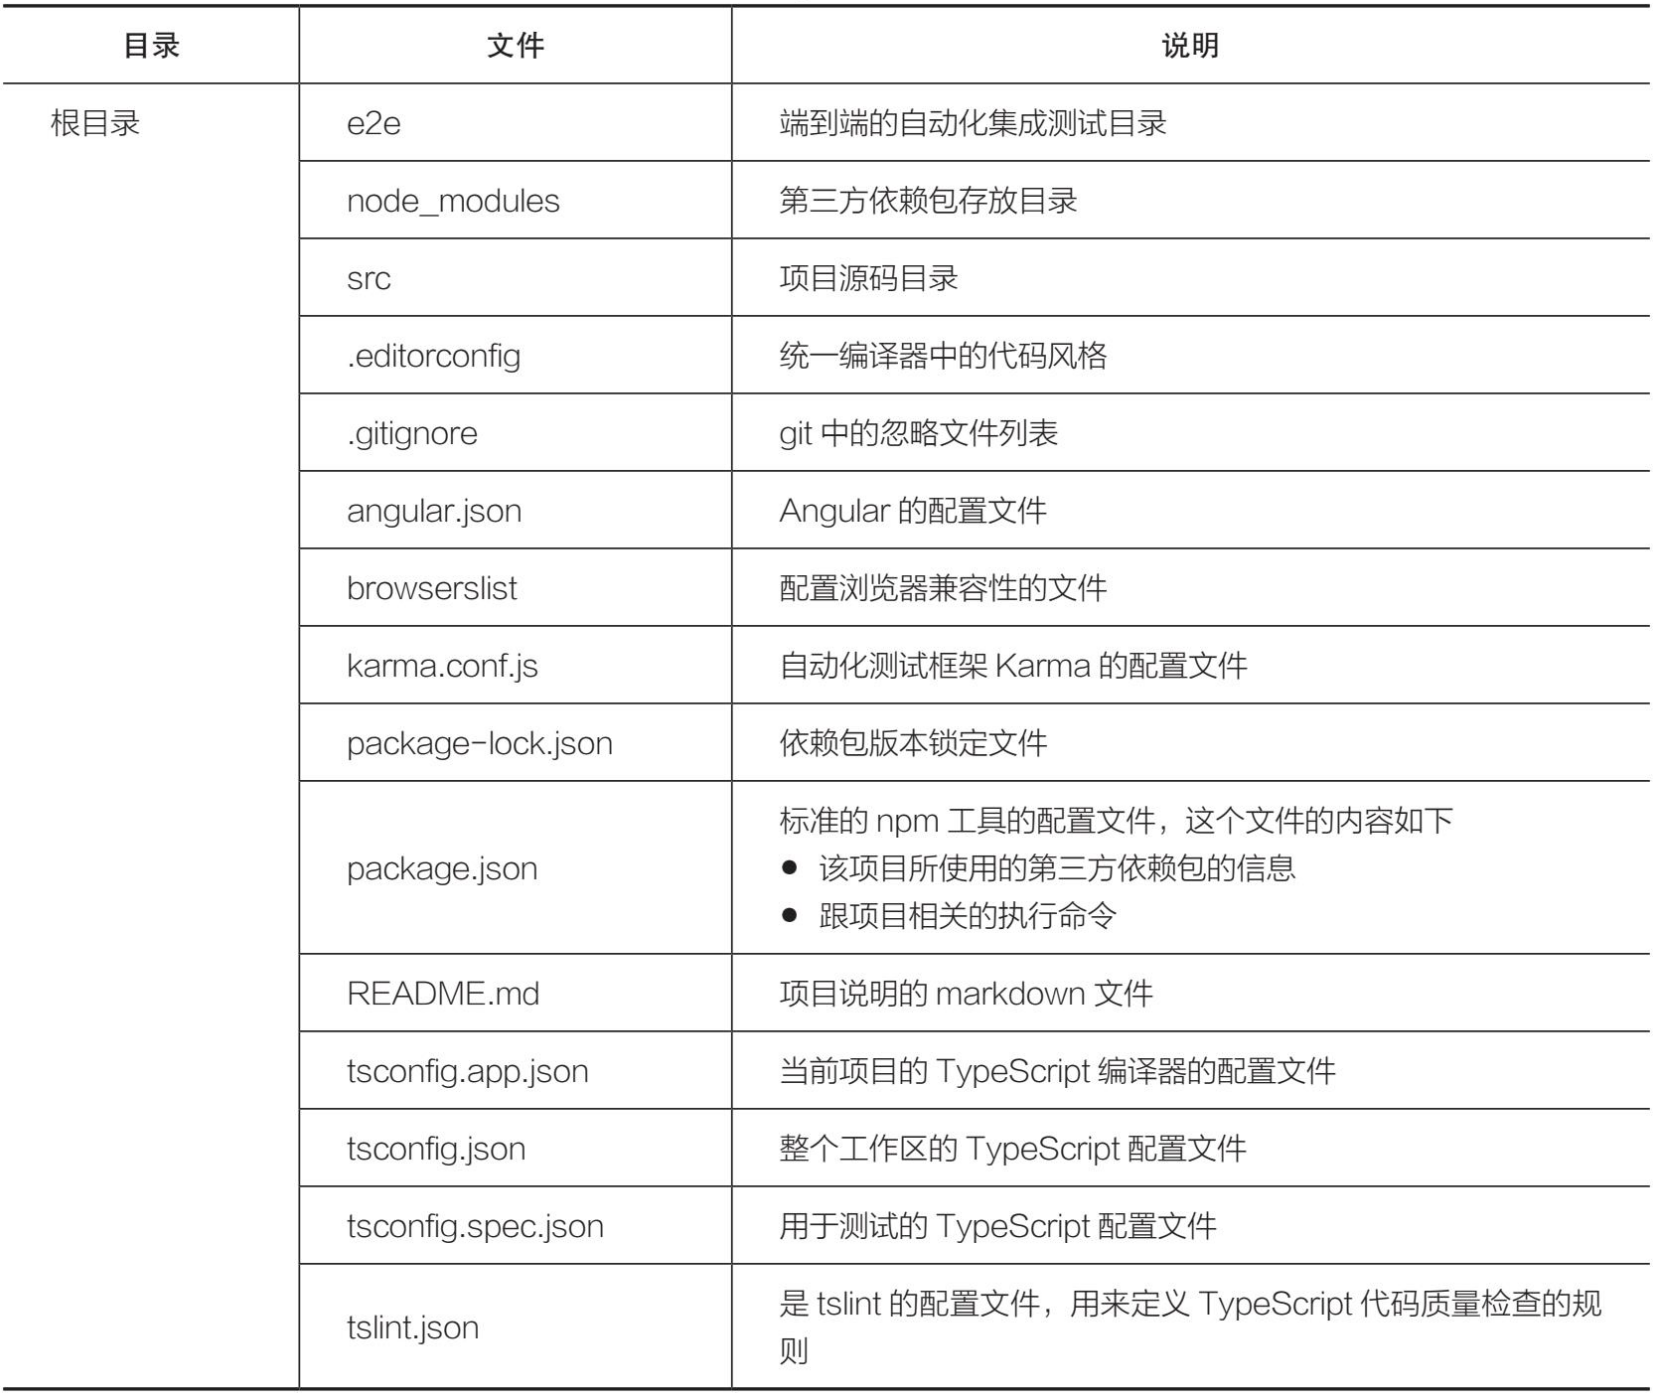 目录 文件 说明
根目录 e2e 端到端的自动化集成测试目录
node_modules 第三方依赖包存放目录
src 项目源码目录
.editorconfig 统一编译器中的代码风格
.gitignore git 中的忽略文件列表
angular.json Angular 的配置文件
browserslist 配置浏览器兼容性的文件
karma.conf.js 自动化测试框架 Karma 的配置文件
package-lock.json 依赖包版本锁定文件
package.json 标准的 npm 工具的配置文件，这个文件的内容如下
● 该项目所使用的第三方依赖包的信息
● 跟项目相关的执行命令
README.md 项目说明的 markdown 文件
tsconfig.app.json 当前项目的 TypeScript 编译器的配置文件
tsconfig.json 整个工作区的 TypeScript 配置文件
tsconfig.spec.json 用于测试的 TypeScript 配置文件
tslint.json 是 tslint 的配置文件，用来定义 TypeScript 代码质量检查的规
则